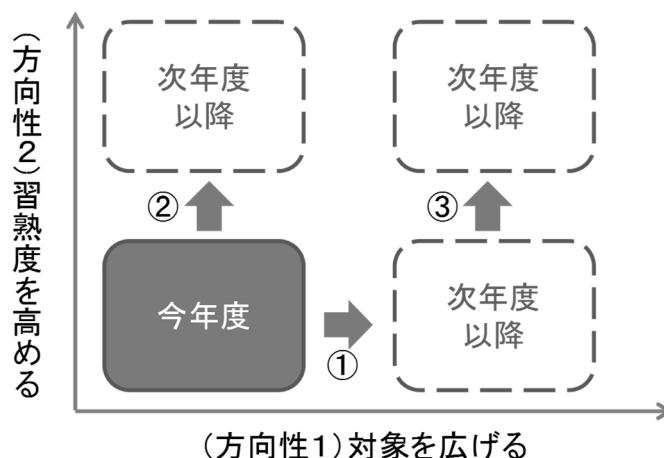 (方向性2)習熟度を高める
次年度
以降
次年度
以降
②
③
今年度
次年度
以降
①
(方向性1)対象を広げる